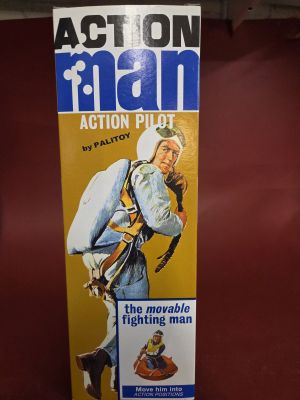 ACTION
man
ACTION PILOT
by PALITOY
the movable
fighting man
Move him into
ACTION POSITIONS